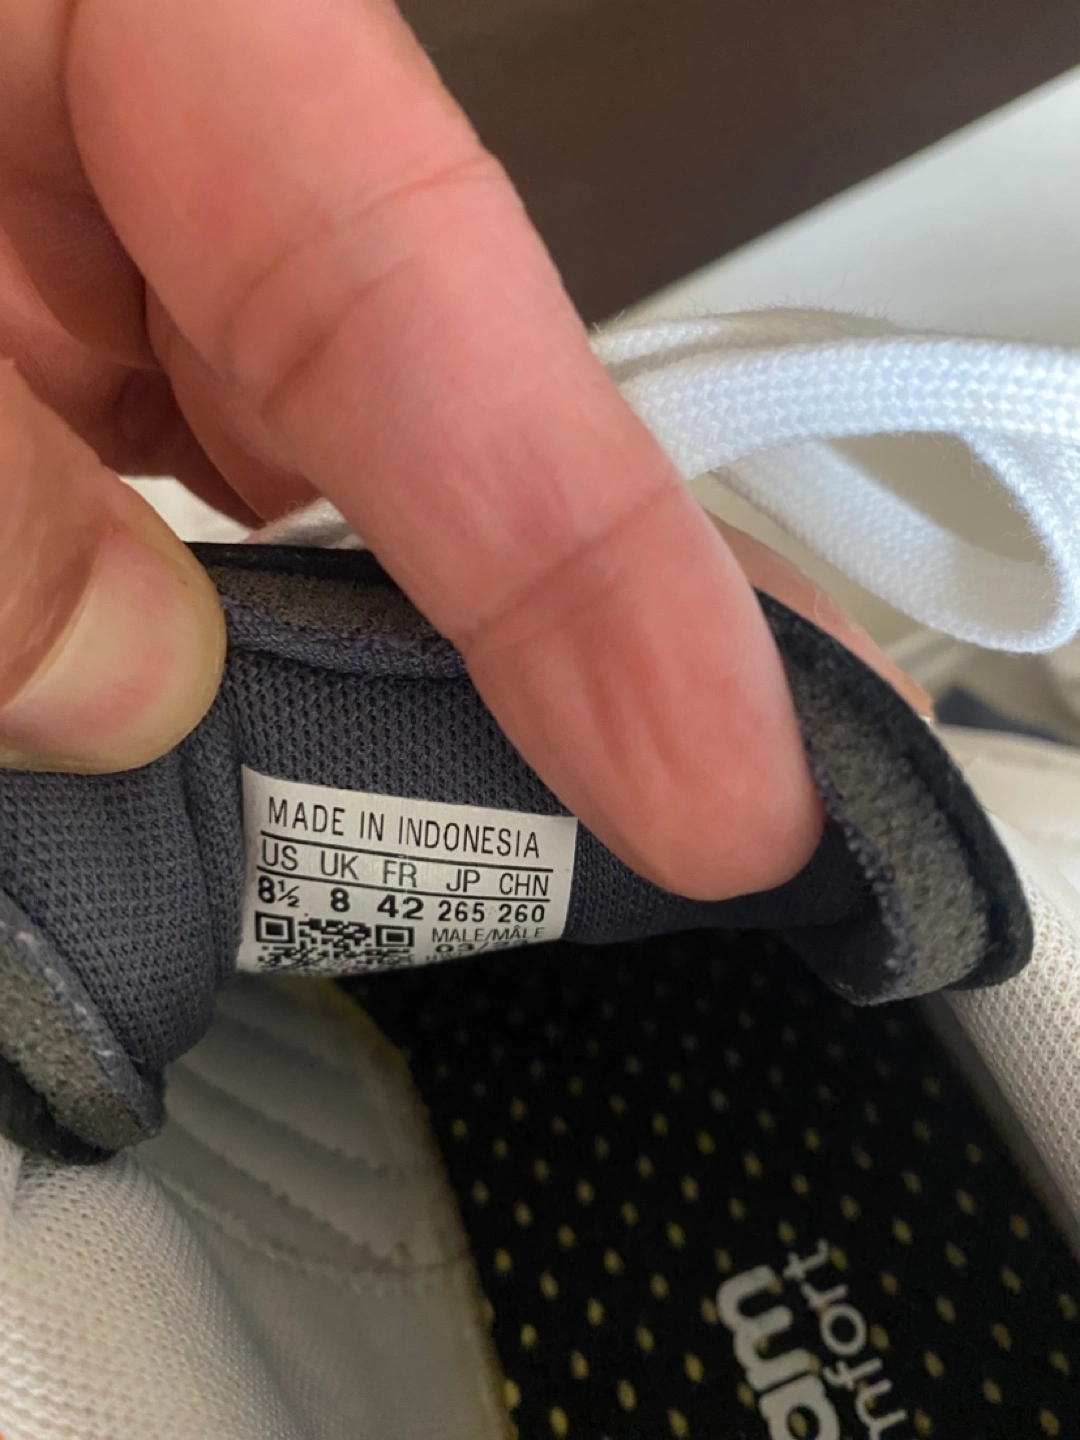 MADE IN INDONESIA
US UK FR JP CHN
8½ 8 42 265 260
MALE/MÂLE